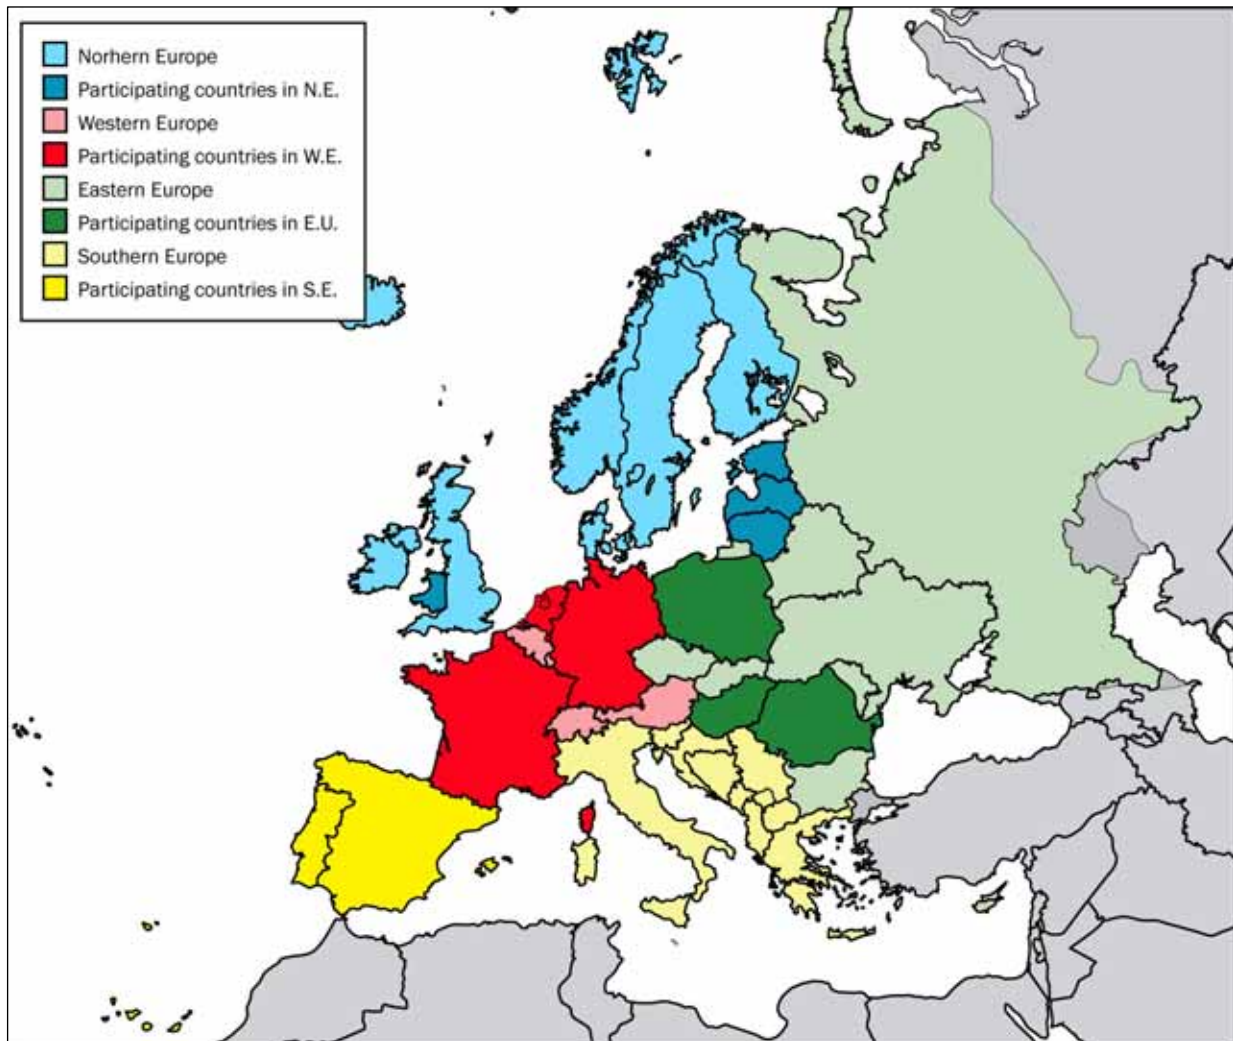 Norhern Europe
Participating countries in N.E.
Western Europe
Participating countries in W.E.
Eastern Europe
Participating countries in E.U.
Southern Europe
Participating countries in S.E.